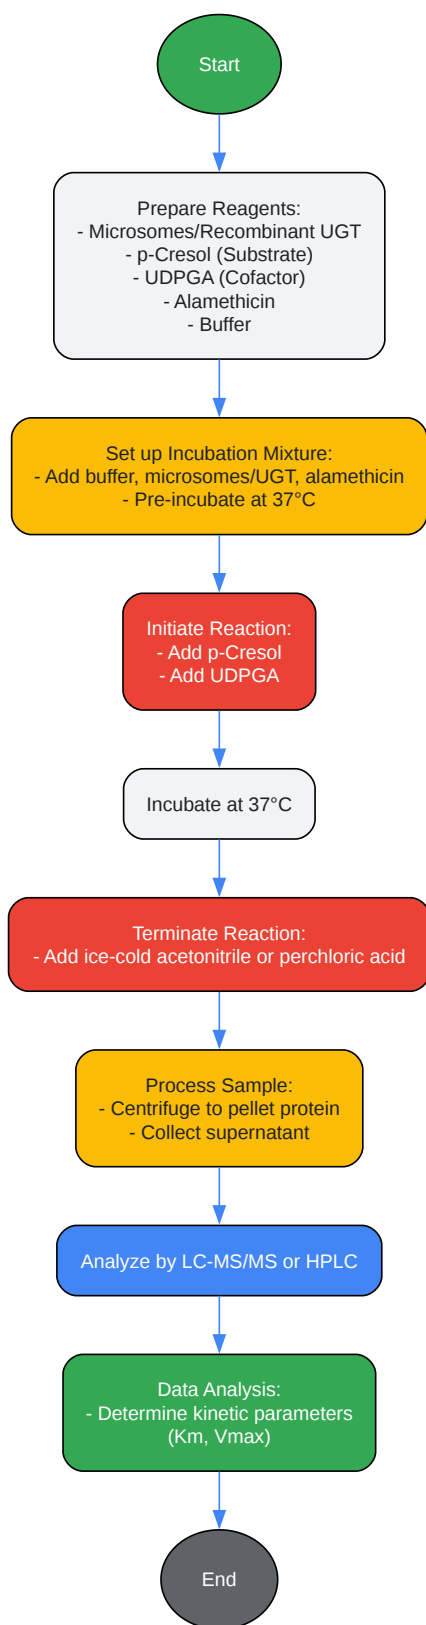 Start
Prepare Reagents:
- Microsomes/Recombinant UGT
- p-Cresol (Substrate)
- UDPGA (Cofactor)
- Alamethicin
- Buffer
Set up Incubation Mixture:
- Add buffer, microsomes/UGT, alamethicin
- Pre-incubate at 37°C
Initiate Reaction:
- Add p-Cresol
- Add UDPGA
Incubate at 37°C
Terminate Reaction:
- Add ice-cold acetonitrile or perchloric acid
Process Sample:
- Centrifuge to pellet protein
- Collect supernatant
Analyze by LC-MS/MS or HPLC
Data Analysis:
- Determine kinetic parameters
(Km, Vmax)
End